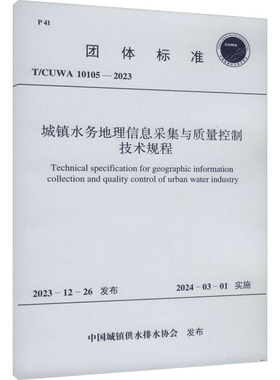 P 41
团体标准
CUWA
T/CUWA 10105－2023
城镇水务地理信息采集与质量控制
技术规程
Technical specification for geographic information
collection and quality control of urban water industry
2023－12－26 发布
2024－03－01 实施
中国城镇供水排水协会 发布